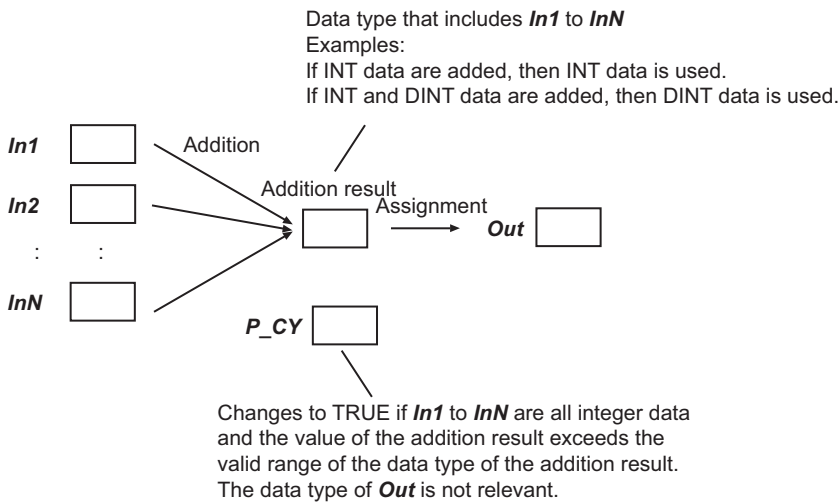 Data type that includes In1 to InN
Examples:
If INT data are added, then INT data is used.
If INT and DINT data are added, then DINT data is used.
In1
Addition
In2
Addition result
Assignment
Out
:    :
InN
P_CY
Changes to TRUE if In1 to InN are all integer data
and the value of the addition result exceeds the
valid range of the data type of the addition result.
The data type of Out is not relevant.